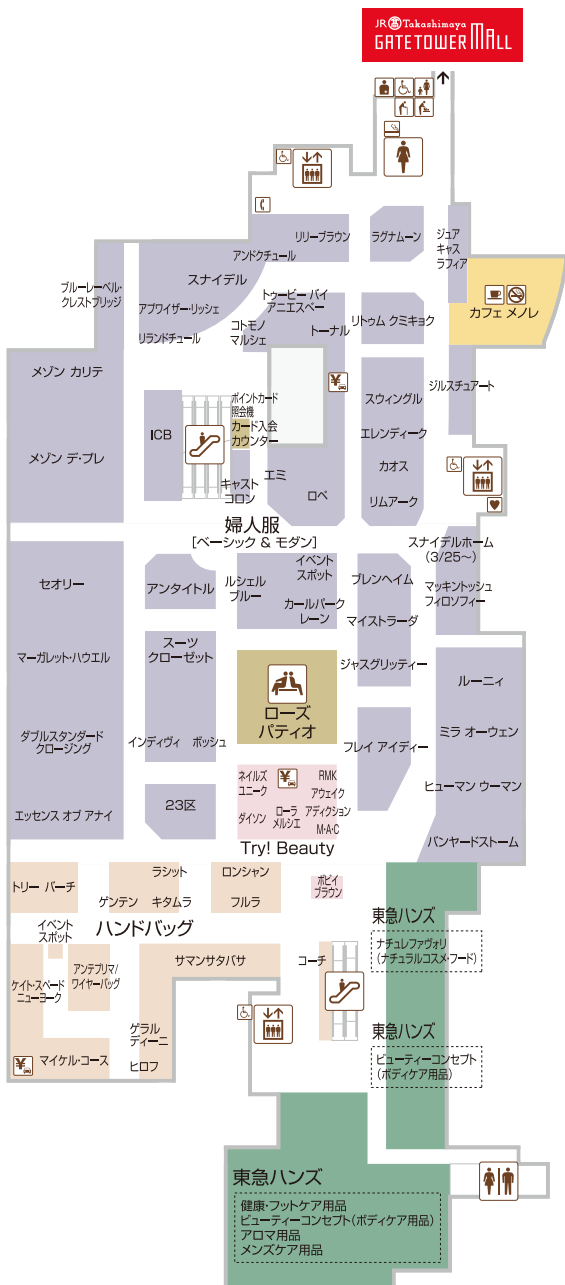 JR 髙 Takashimaya
GATETOWER MALL
リリーブラウン
ラグナムーン
ジュア
キャス
ラフィア
アンドクチュール
スナイデル
ブルーレーベル・
クレストブリッジ
アプワイザー・リッシェ
リランドチュール
トゥービー バイ
アニエスベー
コトモノ
マルシェ
トーナル
リトゥム クミキョク
カフェ メノレ
メゾン カリテ
ポイントカード
照会機
カード入会
カウンター
スウィングル
ジルスチュアート
ICB
エレンディーク
メゾン デ・プレ
エミ
カオス
キャスト
コロン
ロペ
リムアーク
婦人服
[ベーシック & モダン]
スナイデルホーム
(3/25〜)
セオリー
アンタイトル
ルシェル
ブルー
イベント
スポット
カールパーク
レーン
ブレンヘイム
マッキントッシュ
フィロソフィー
マイストラーダ
マーガレット・ハウエル
スーツ
クローゼット
ジャスグリッティー
ルーニィ
ローズ
パティオ
ダブルスタンダード
クロージング
インディヴィ
ボッシュ
フレイ アイディー
ミラ オーウェン
ネイルズ
ユニーク
RMK
アウェイク
ヒューマン ウーマン
エッセンス オブ アナイ
23区
ダイソン
ローラ
メルシエ
アディクション
M・A・C
Try! Beauty
バンヤードストーム
トリー バーチ
ラシット
ロンシャン
ボビイ
ブラウン
ゲンテン
キタムラ
フルラ
ハンドバッグ
東急ハンズ
ナチュレファヴォリ
(ナチュラルコスメ・フード)
イベント
スポット
サマンサタバサ
コーチ
アンテプリマ/
ワイヤーバッグ
ケイト・スペード
ニューヨーク
ゲラル
ディーニ
東急ハンズ
ビューティーコンセプト
(ボディケア用品)
マイケル・コース
ヒロフ
東急ハンズ
健康・フットケア用品
ビューティーコンセプト(ボディケア用品)
アロマ用品
メンズケア用品